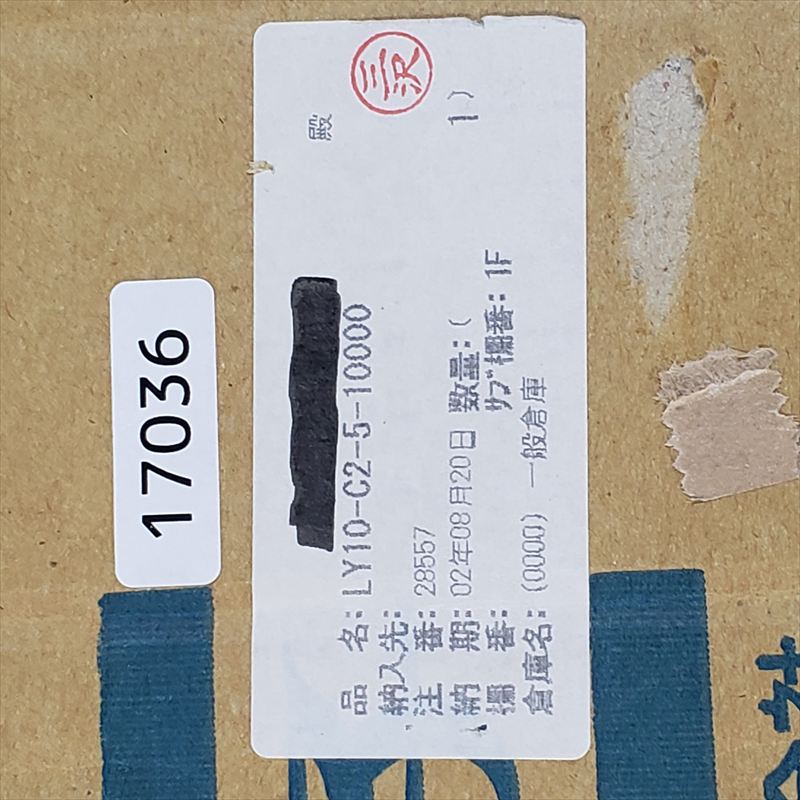 17036
三沢
殿
品 名:LY10-C2-5-10000
納入先:
注 番:28557
納 期:02年08月20日 数量:( 1)
棚 番: ｻﾌﾞ棚番:1F
倉庫名:(0000) 一般倉庫